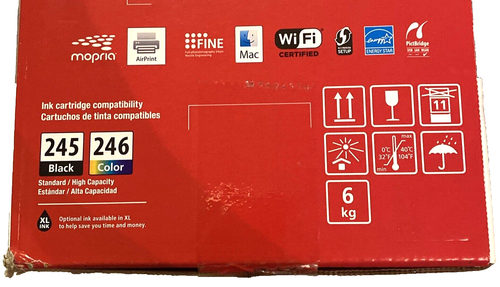 mopria
AirPrint
FINE
Mac
WiFi
CERTIFIED
ENERGY STAR
PictBridge
Ink cartridge compatibility
Cartuchos de tinta compatibles
245
Black
246
Color
Standard / High Capacity
Estándar / Alta Capacidad
XL
INK
Optional ink available in XL
to help save you time and money.
11
0°C
32°F
min
max
40°C
104°F
6
kg